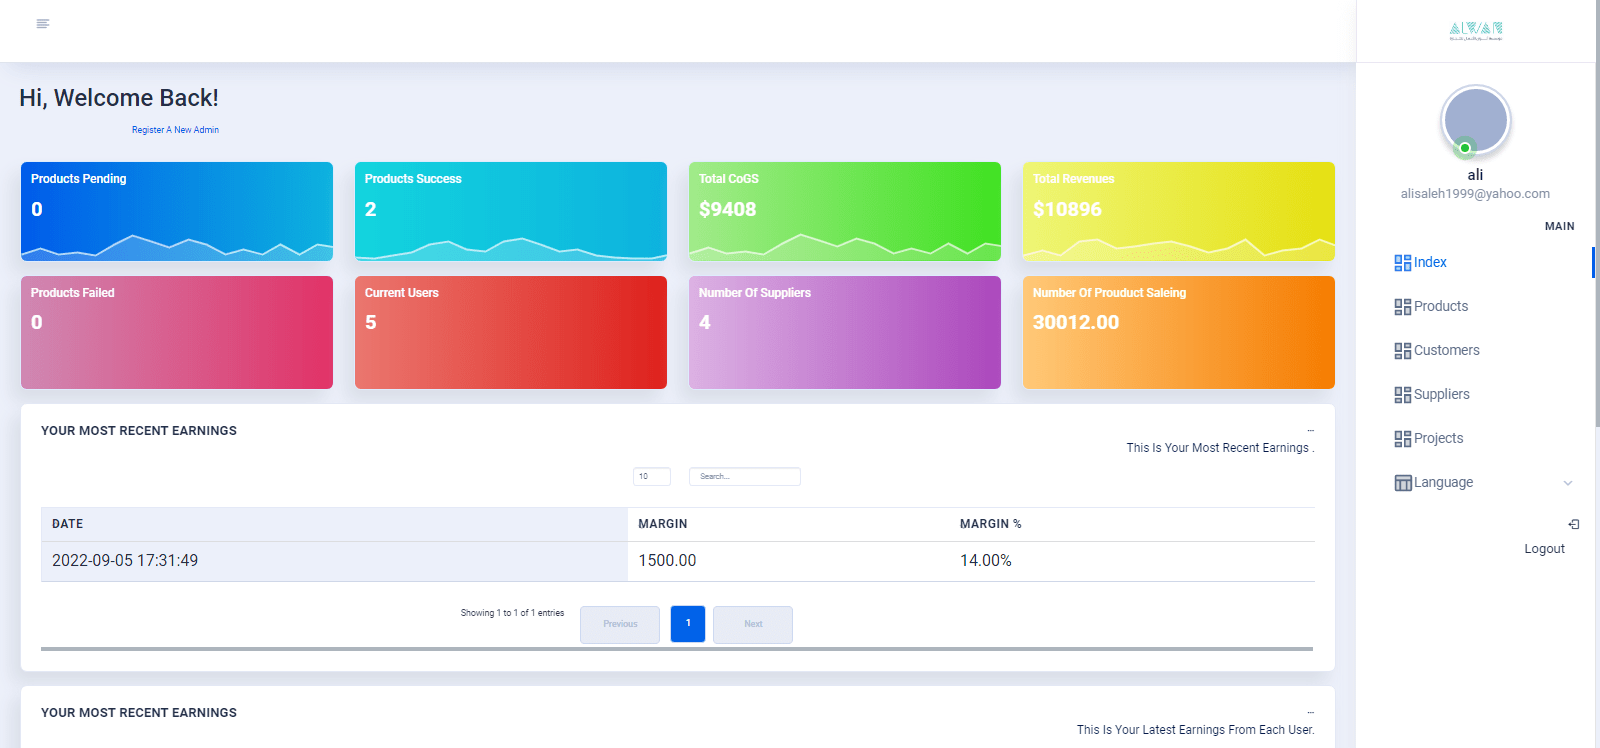 ALWAN
Hi, Welcome Back!
Register A New Admin
Products Pending
0
Products Success
2
Total CoGS
$9408
Total Revenues
$10896
Products Failed
0
Current Users
5
Number Of Suppliers
4
Number Of Prouduct Saleing
30012.00
YOUR MOST RECENT EARNINGS
...
This Is Your Most Recent Earnings .
10
Search...
DATE MARGIN MARGIN %
2022-09-05 17:31:49 1500.00 14.00%
Showing 1 to 1 of 1 entries
Previous 1 Next
YOUR MOST RECENT EARNINGS
...
This Is Your Latest Earnings From Each User.
ali
alisaleh1999@yahoo.com
MAIN
Index
Products
Customers
Suppliers
Projects
Language
Logout